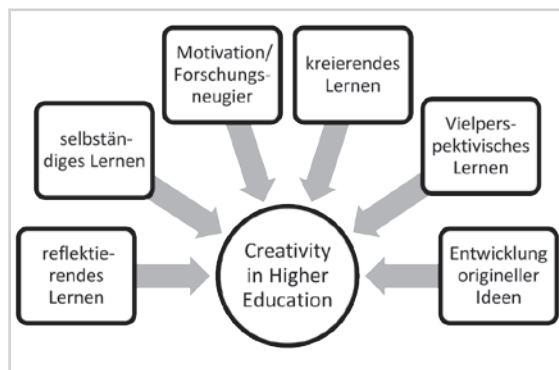 Motivation/
Forschungs-
neugier
kreierendes
Lernen
selbstän-
diges Lernen
Vielpers-
pektivisches
Lernen
reflektie-
rendes
Lernen
Creativity
in Higher
Education
Entwicklung
origineller
Ideen